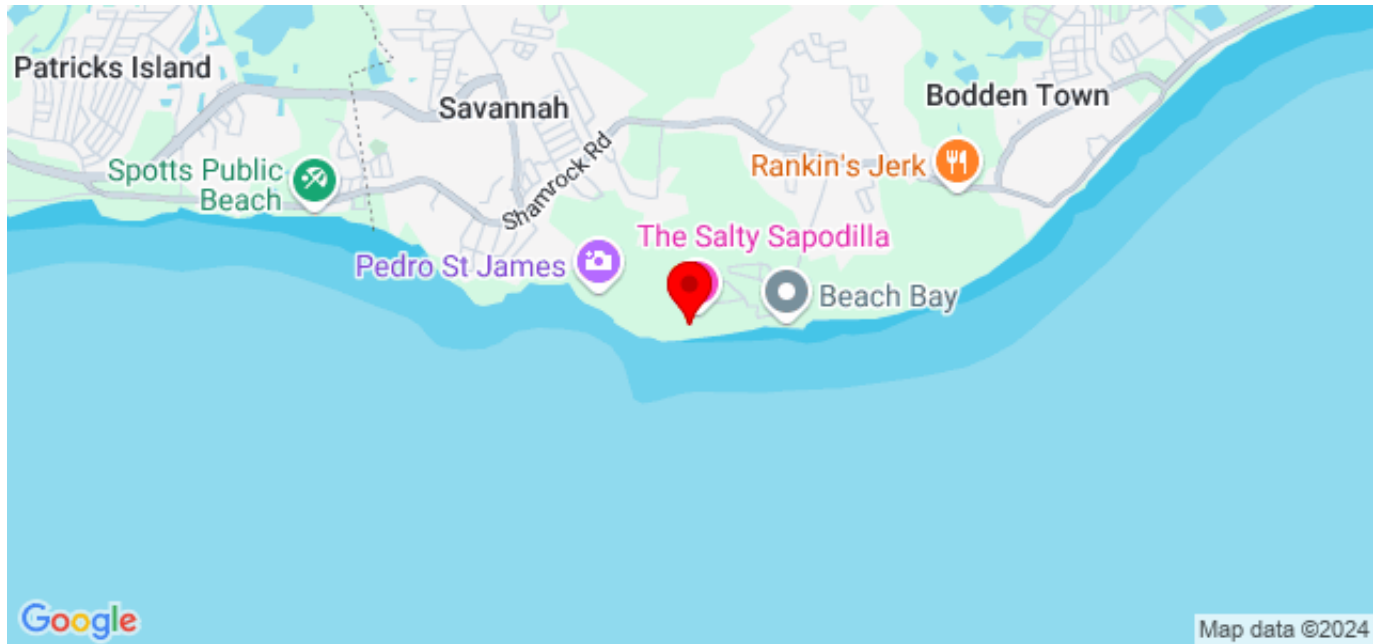 Patricks Island
Savannah
Bodden Town
Spotts Public
Beach
Shamrock Rd
Rankin's Jerk
The Salty Sapodilla
Pedro St James
Beach Bay
Google
Map data ©2024